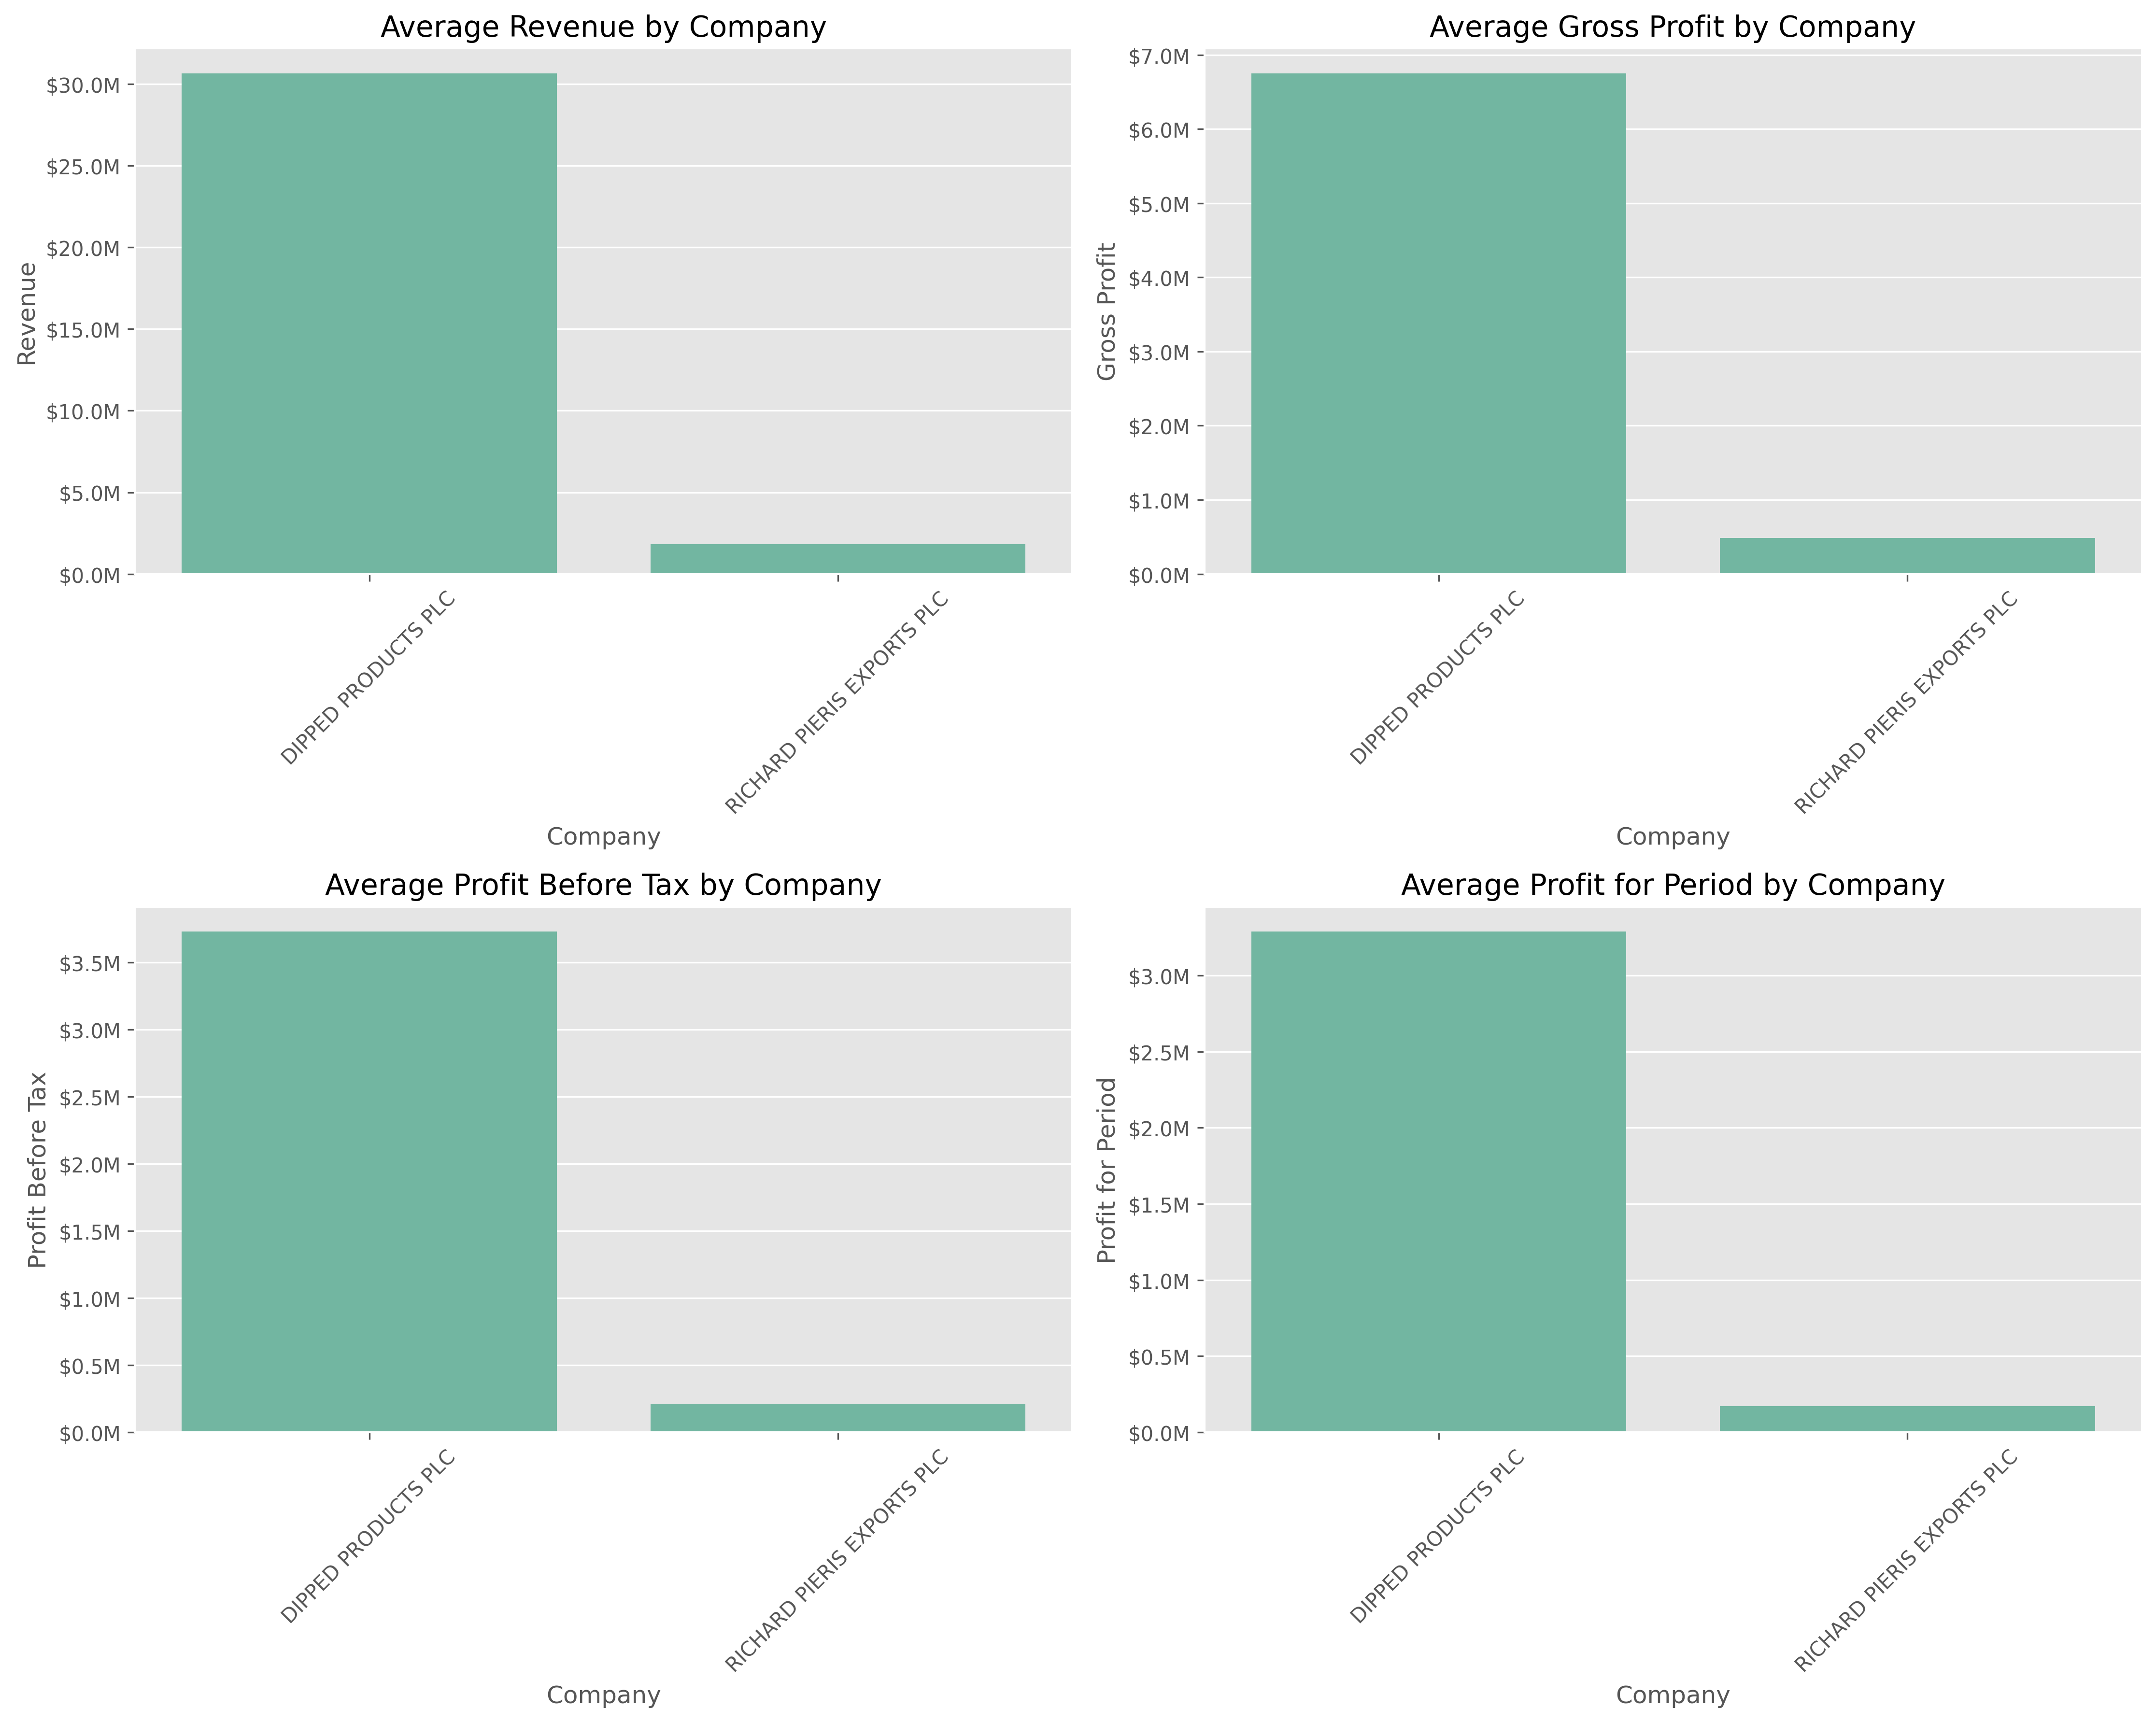 Average Revenue by Company
Revenue
$30.0M
$25.0M
$20.0M
$15.0M
$10.0M
$5.0M
$0.0M
DIPPED PRODUCTS PLC
RICHARD PIERIS EXPORTS PLC
Company
Average Gross Profit by Company
Gross Profit
$7.0M
$6.0M
$5.0M
$4.0M
$3.0M
$2.0M
$1.0M
$0.0M
DIPPED PRODUCTS PLC
RICHARD PIERIS EXPORTS PLC
Company
Average Profit Before Tax by Company
Profit Before Tax
$3.5M
$3.0M
$2.5M
$2.0M
$1.5M
$1.0M
$0.5M
$0.0M
DIPPED PRODUCTS PLC
RICHARD PIERIS EXPORTS PLC
Company
Average Profit for Period by Company
Profit for Period
$3.0M
$2.5M
$2.0M
$1.5M
$1.0M
$0.5M
$0.0M
DIPPED PRODUCTS PLC
RICHARD PIERIS EXPORTS PLC
Company